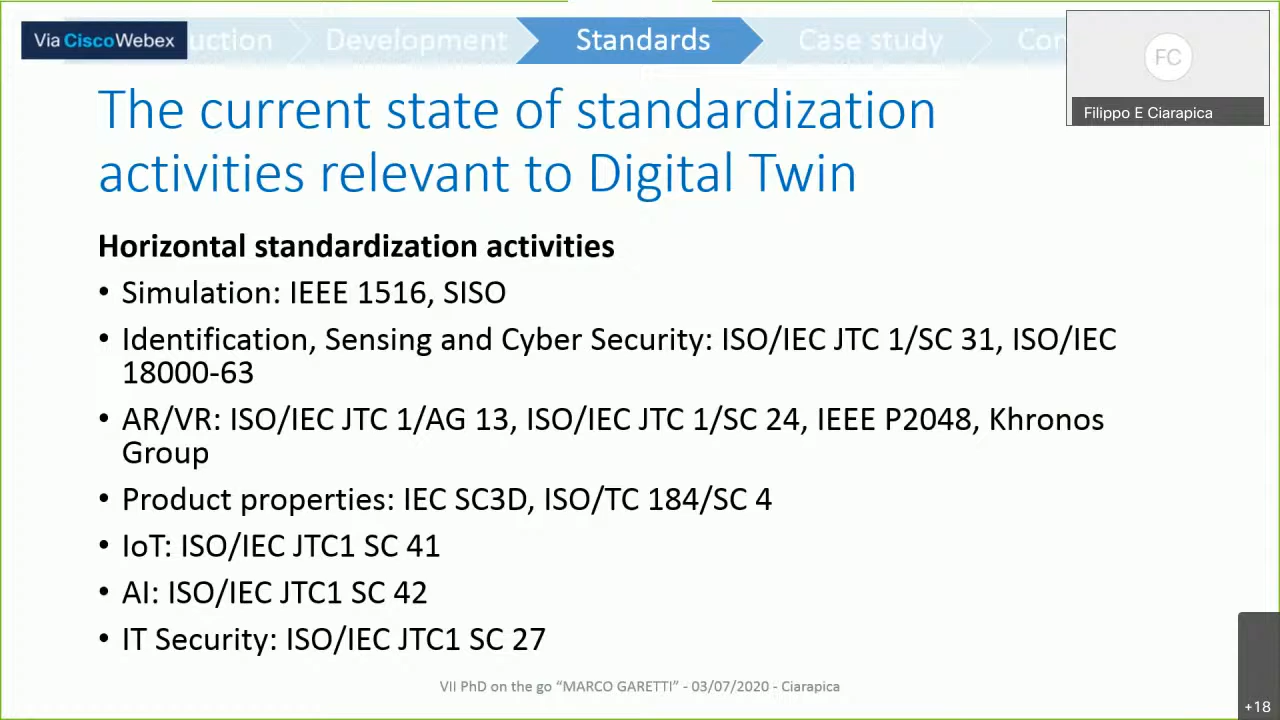 Via CiscoWebex
uction
Development
Standards
Case study
Con
FC
Filippo E Ciarapica
The current state of standardization
activities relevant to Digital Twin
Horizontal standardization activities
• Simulation: IEEE 1516, SISO
• Identification, Sensing and Cyber Security: ISO/IEC JTC 1/SC 31, ISO/IEC
18000-63
• AR/VR: ISO/IEC JTC 1/AG 13, ISO/IEC JTC 1/SC 24, IEEE P2048, Khronos
Group
• Product properties: IEC SC3D, ISO/TC 184/SC 4
• IoT: ISO/IEC JTC1 SC 41
• AI: ISO/IEC JTC1 SC 42
• IT Security: ISO/IEC JTC1 SC 27
VII PhD on the go “MARCO GARETTI” - 03/07/2020 - Ciarapica
+18